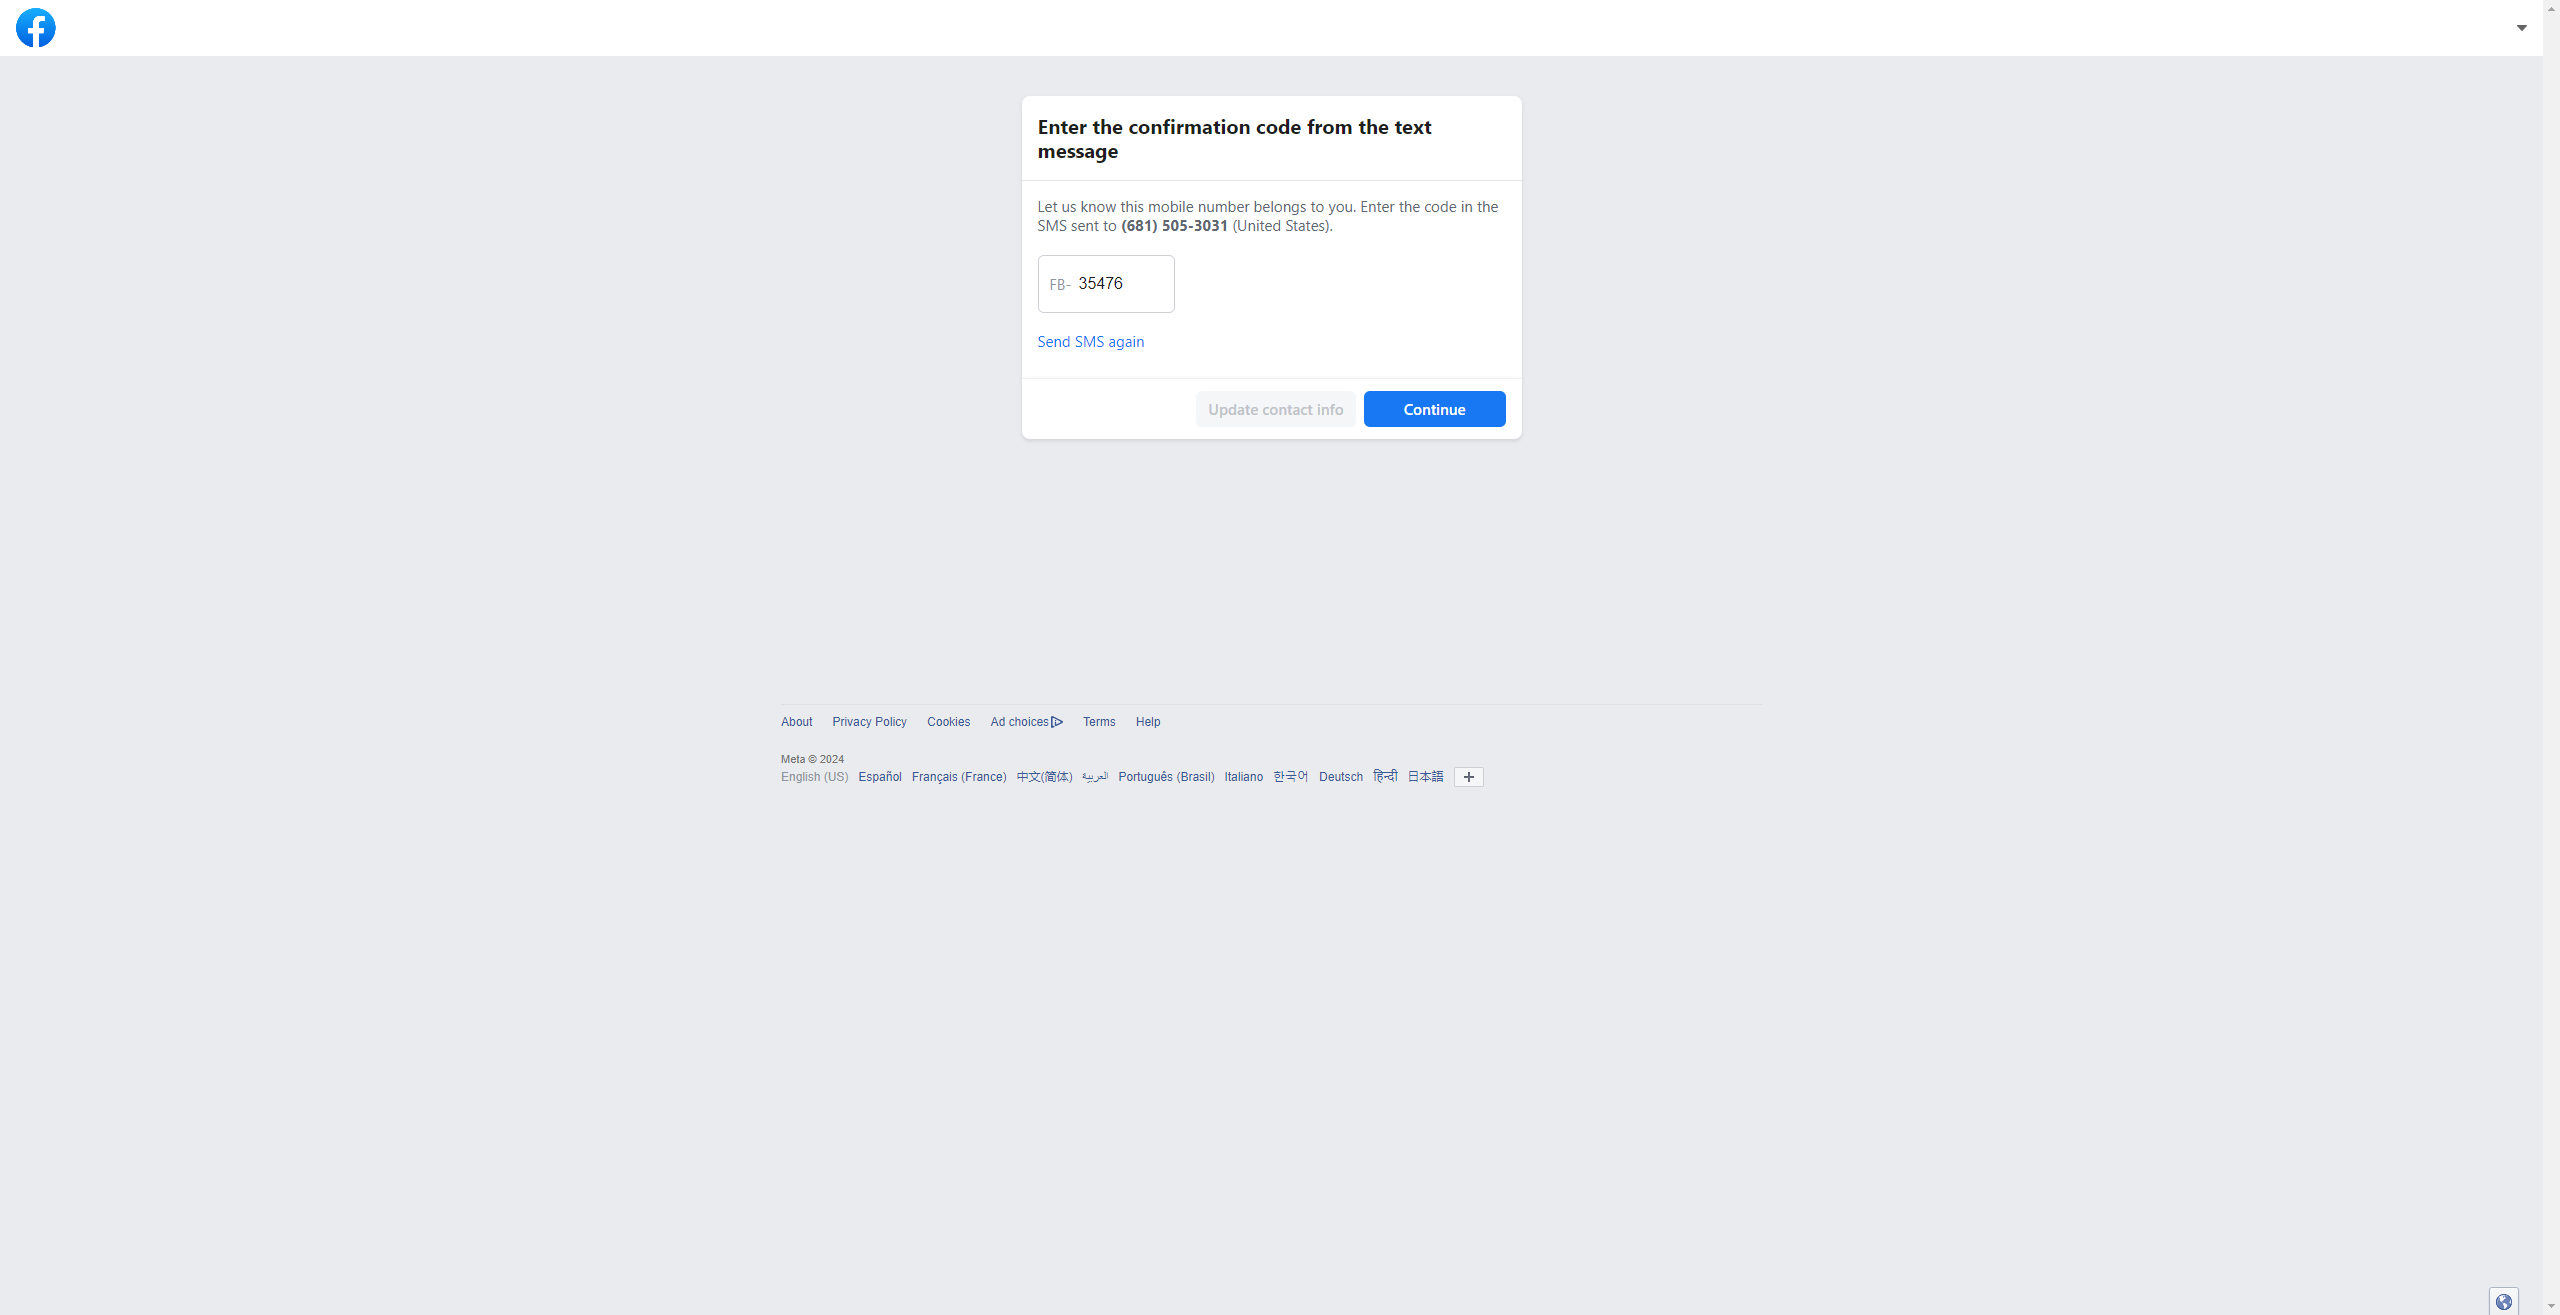 Enter the confirmation code from the text
message
Let us know this mobile number belongs to you. Enter the code in the
SMS sent to (681) 505-3031 (United States).
FB- 35476
Send SMS again
Update contact info Continue
About Privacy Policy Cookies Ad choices Terms Help
Meta © 2024
English (US) Español Français (France) 中文(简体) العربية Português (Brasil) Italiano 한국어 Deutsch हिन्दी 日本語